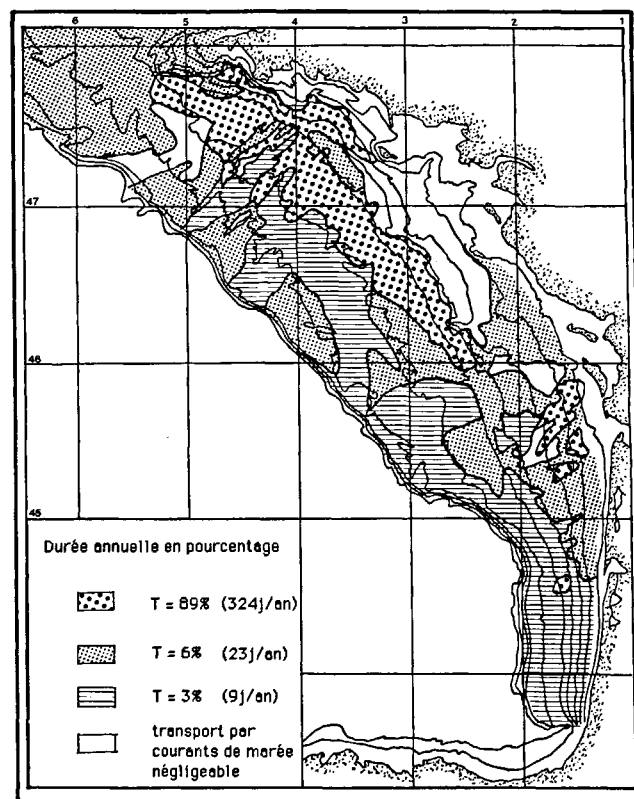 6 5 4 3 2 1
47
46
45
Durée annuelle en pourcentage
T = 89% (324j/an)
T = 6% (23j/an)
T = 3% (9j/an)
transport par
courants de marée
négligeable